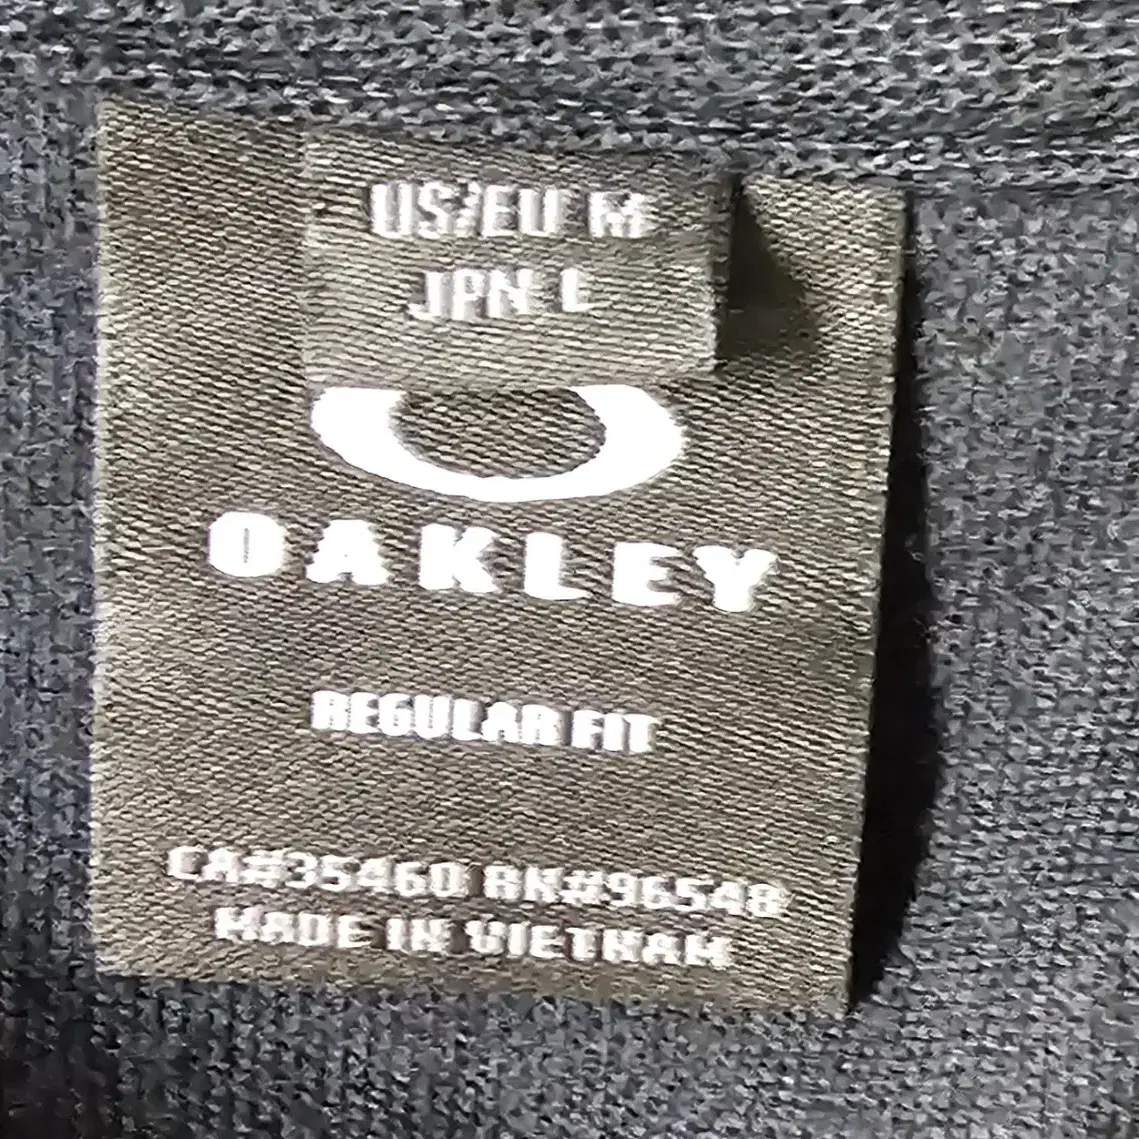 US/EU M
JPN L
OAKLEY
REGULAR FIT
CA#35460 RN#96548
MADE IN VIETNAM